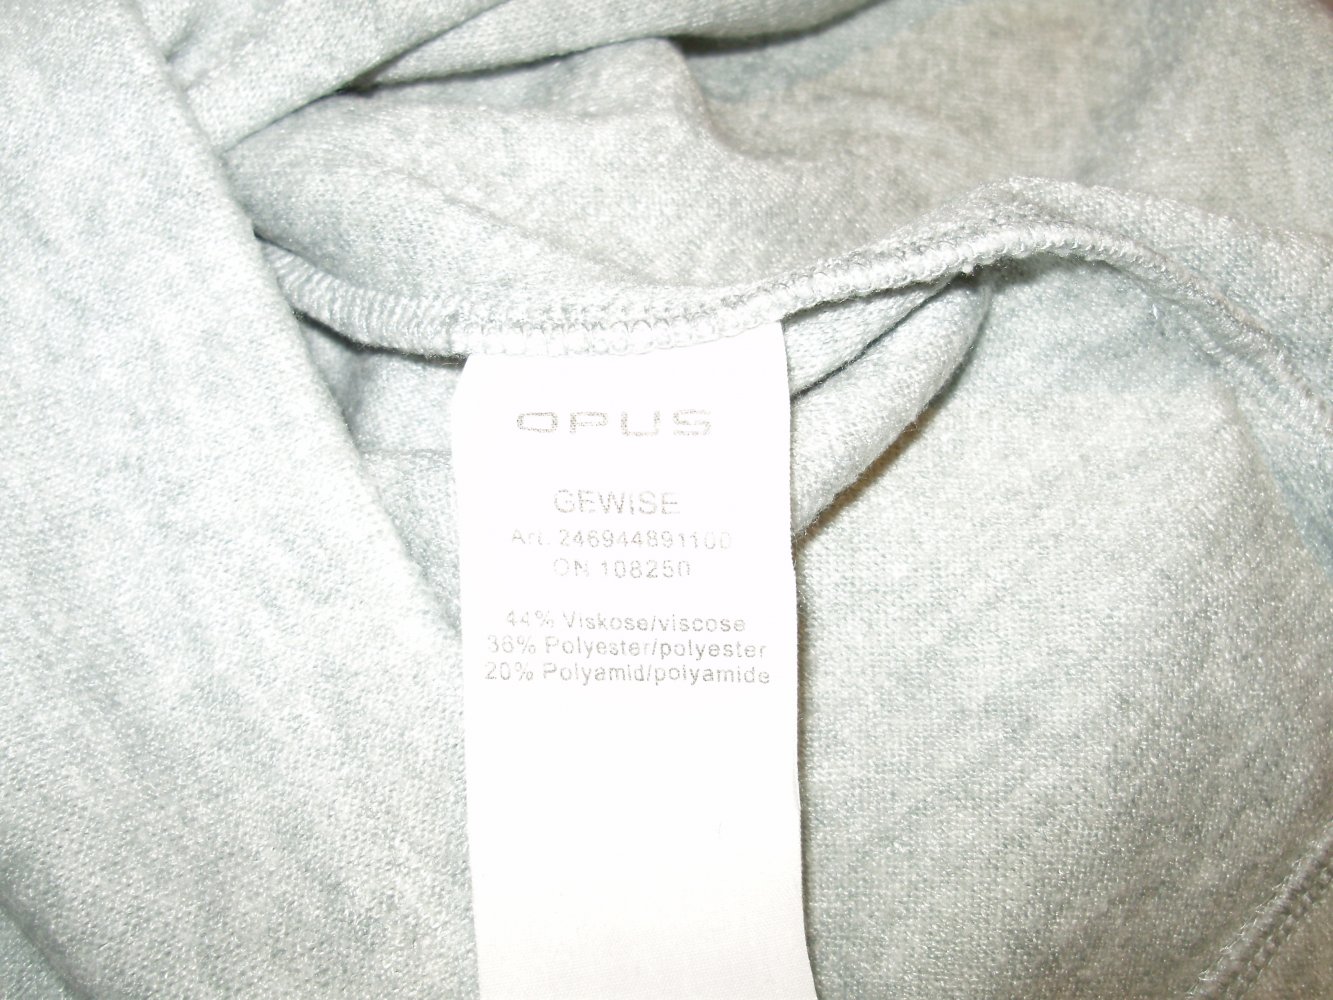 OPUS
GEWISE
Art. 246944891100
ON 108250
44% Viskose/viscose
36% Polyester/polyester
20% Polyamid/polyamide